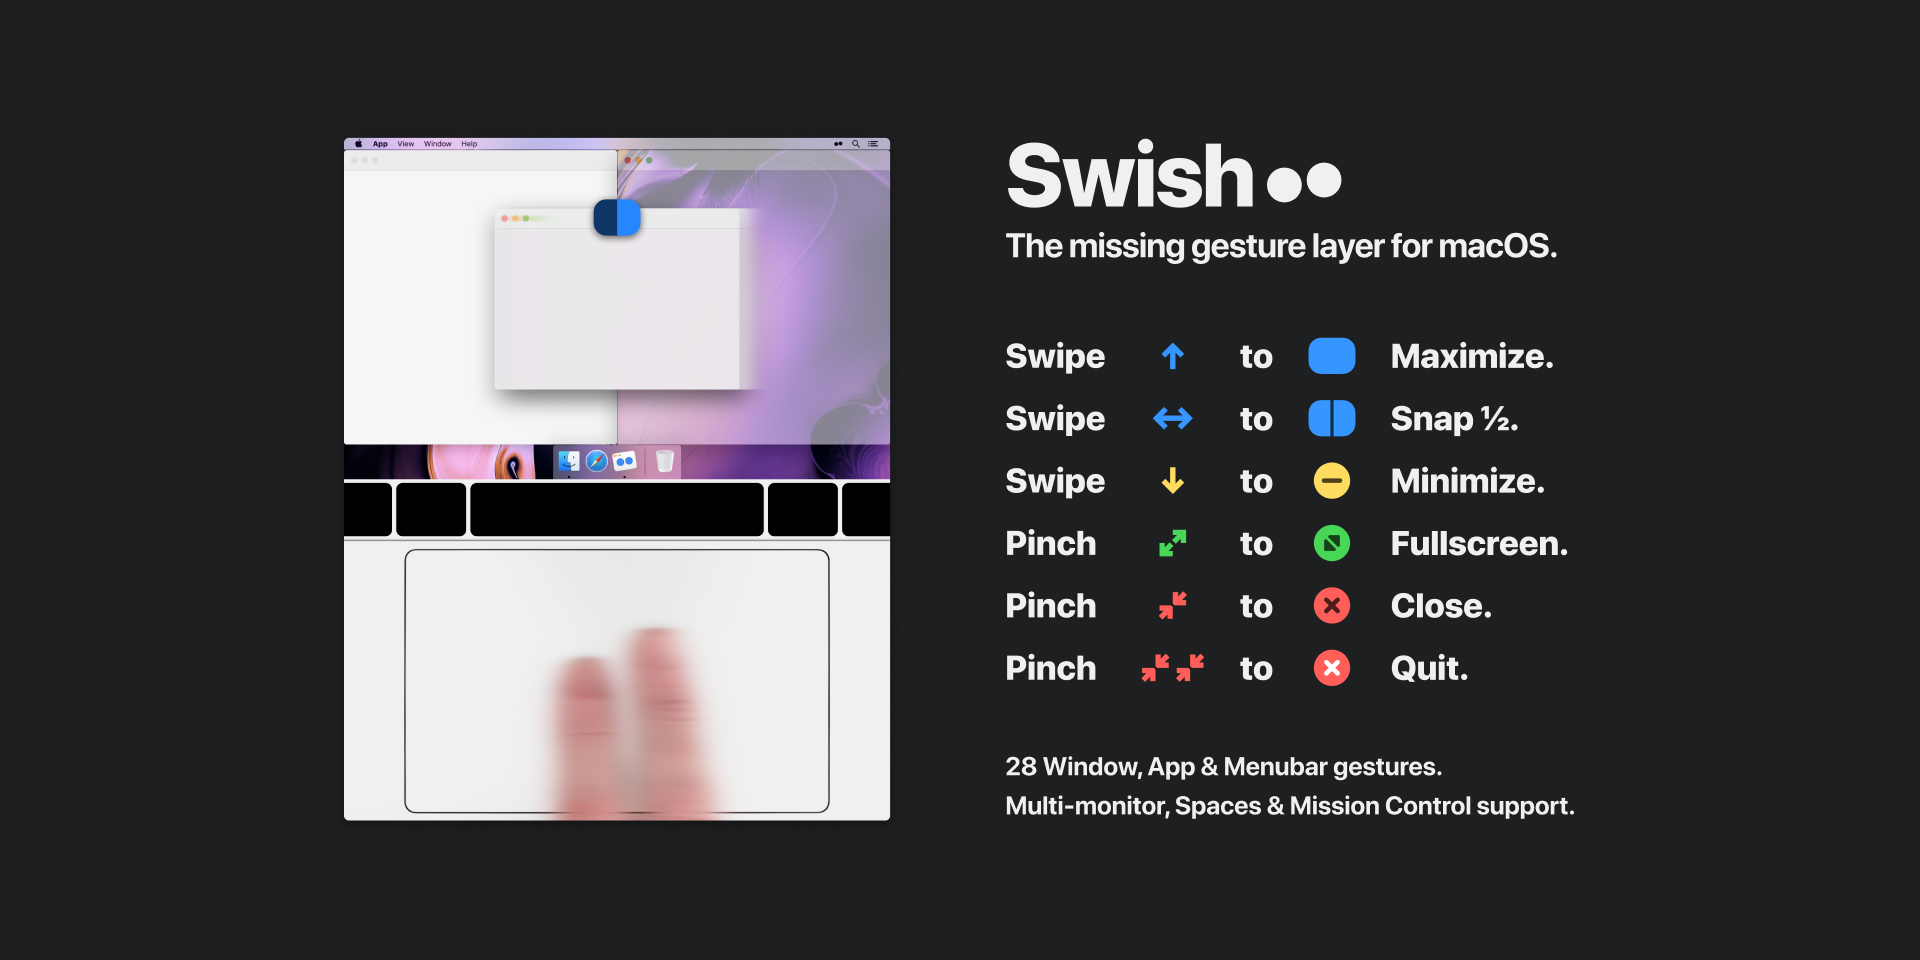 App View Window Help
Swish
The missing gesture layer for macOS.
Swipe to Maximize.
Swipe to Snap ½.
Swipe to Minimize.
Pinch to Fullscreen.
Pinch to Close.
Pinch to Quit.
28 Window, App & Menubar gestures.
Multi-monitor, Spaces & Mission Control support.